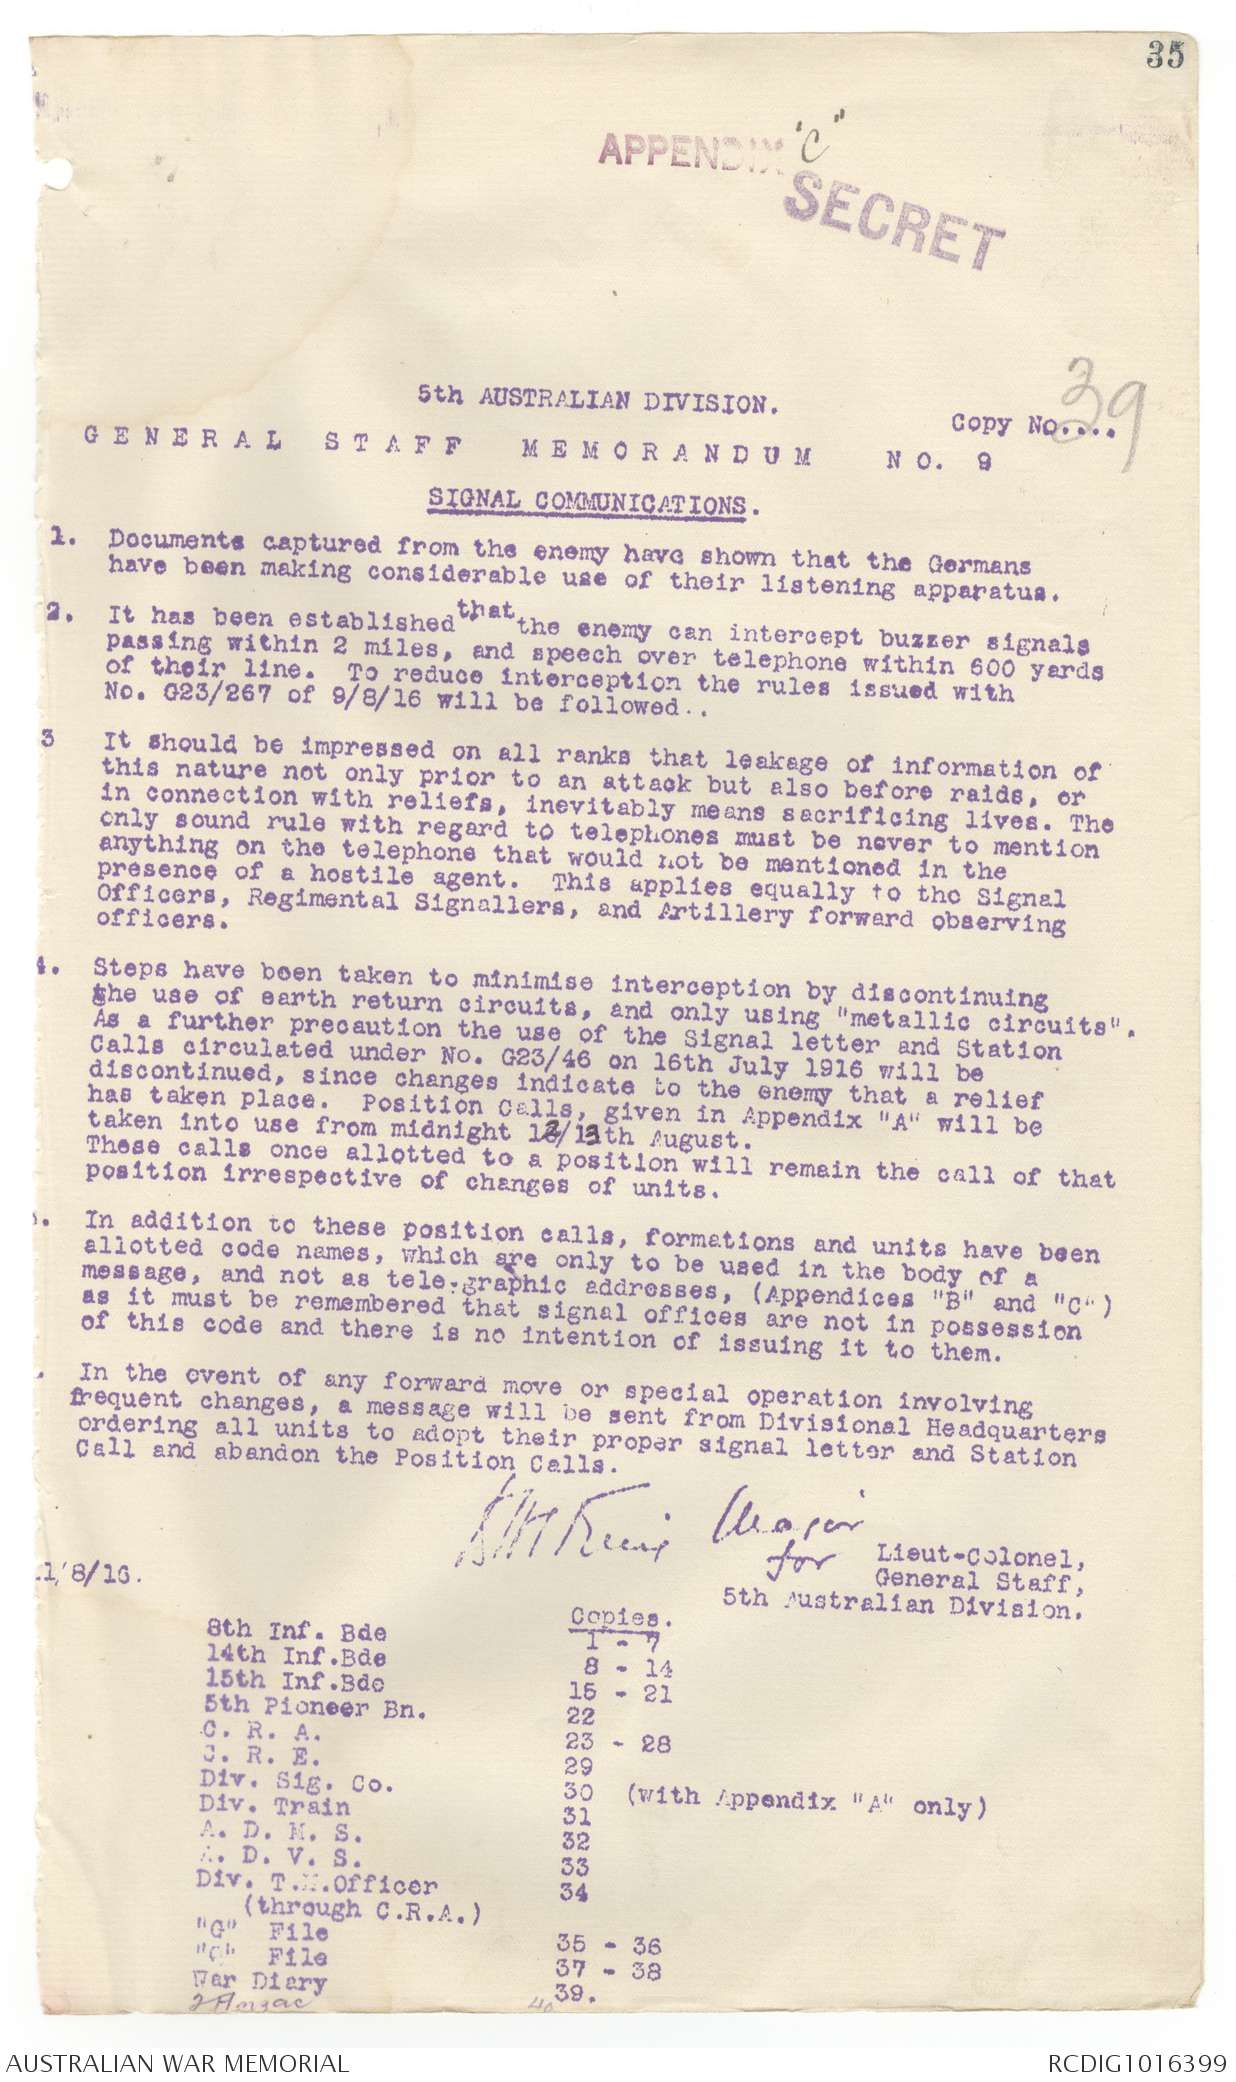 35
APPENDIX "C"
SECRET
5th AUSTRALIAN DIVISION.
Copy No.... 39
GENERAL STAFF MEMORANDUM NO. 9
SIGNAL COMMUNICATIONS.
1. Documents captured from the enemy have shown that the Germans
have been making considerable use of their listening apparatus.
2. It has been established that the enemy can intercept buzzer signals
passing within 2 miles, and speech over telephone within 600 yards
of their line. To reduce interception the rules issued with
No. G23/267 of 9/8/16 will be followed..
3 It should be impressed on all ranks that leakage of information of
this nature not only prior to an attack but also before raids, or
in connection with reliefs, inevitably means sacrificing lives. The
only sound rule with regard to telephones must be never to mention
anything on the telephone that would not be mentioned in the
presence of a hostile agent. This applies equally to the Signal
Officers, Regimental Signallers, and Artillery forward observing
officers.
4. Steps have been taken to minimise interception by discontinuing
the use of earth return circuits, and only using "metallic circuits".
As a further precaution the use of the Signal letter and Station
Calls circulated under No. G23/46 on 16th July 1916 will be
discontinued, since changes indicate to the enemy that a relief
has taken place. Position Calls, given in Appendix "A" will be
taken into use from midnight 12/13th August.
These calls once allotted to a position will remain the call of that
position irrespective of changes of units.
. In addition to these position calls, formations and units have been
allotted code names, which are only to be used in the body of a
message, and not as tele-graphic addresses, (Appendices "B" and "C")
as it must be remembered that signal offices are not in possession
of this code and there is no intention of issuing it to them.
. In the event of any forward move or special operation involving
frequent changes, a message will be sent from Divisional Headquarters
ordering all units to adopt their proper signal letter and Station
Call and abandon the Position Calls.
Major
for Lieut-Colonel,
General Staff,
5th Australian Division.
11/8/16.
Copies.
8th Inf. Bde 1 - 7
14th Inf.Bde 8 - 14
15th Inf.Bde 15 - 21
5th Pioneer Bn. 22
C. R. A. 23 - 28
C. R. E. 29
Div. Sig. Co. 30 (with Appendix "A" only)
Div. Train 31
A. D. M. S. 32
A. D. V. S. 33
Div. T.M.Officer 34
(through C.R.A.)
"G" File 35 - 36
"Q" File 37 - 38
War Diary 39.
2 Anzac 40
AUSTRALIAN WAR MEMORIAL
RCDIG1016399